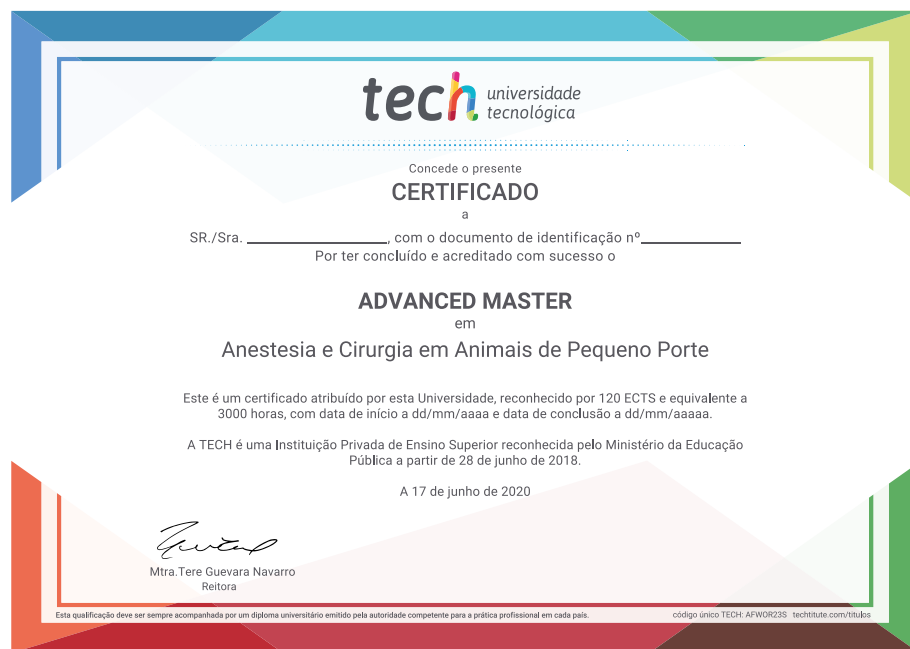 tech universidade
tecnológica
Concede o presente
CERTIFICADO
a
SR./Sra. ________________, com o documento de identificação nº____________
Por ter concluído e acreditado com sucesso o
ADVANCED MASTER
em
Anestesia e Cirurgia em Animais de Pequeno Porte
Este é um certificado atribuído por esta Universidade, reconhecido por 120 ECTS e equivalente a
3000 horas, com data de início a dd/mm/aaaa e data de conclusão a dd/mm/aaaaa.
A TECH é uma Instituição Privada de Ensino Superior reconhecida pelo Ministério da Educação
Pública a partir de 28 de junho de 2018.
A 17 de junho de 2020
Mtra.Tere Guevara Navarro
Reitora
Esta qualificação deve ser sempre acompanhada por um diploma universitário emitido pela autoridade competente para a prática profissional em cada país. código único TECH: AFWOR23S techtitute.com/titulos